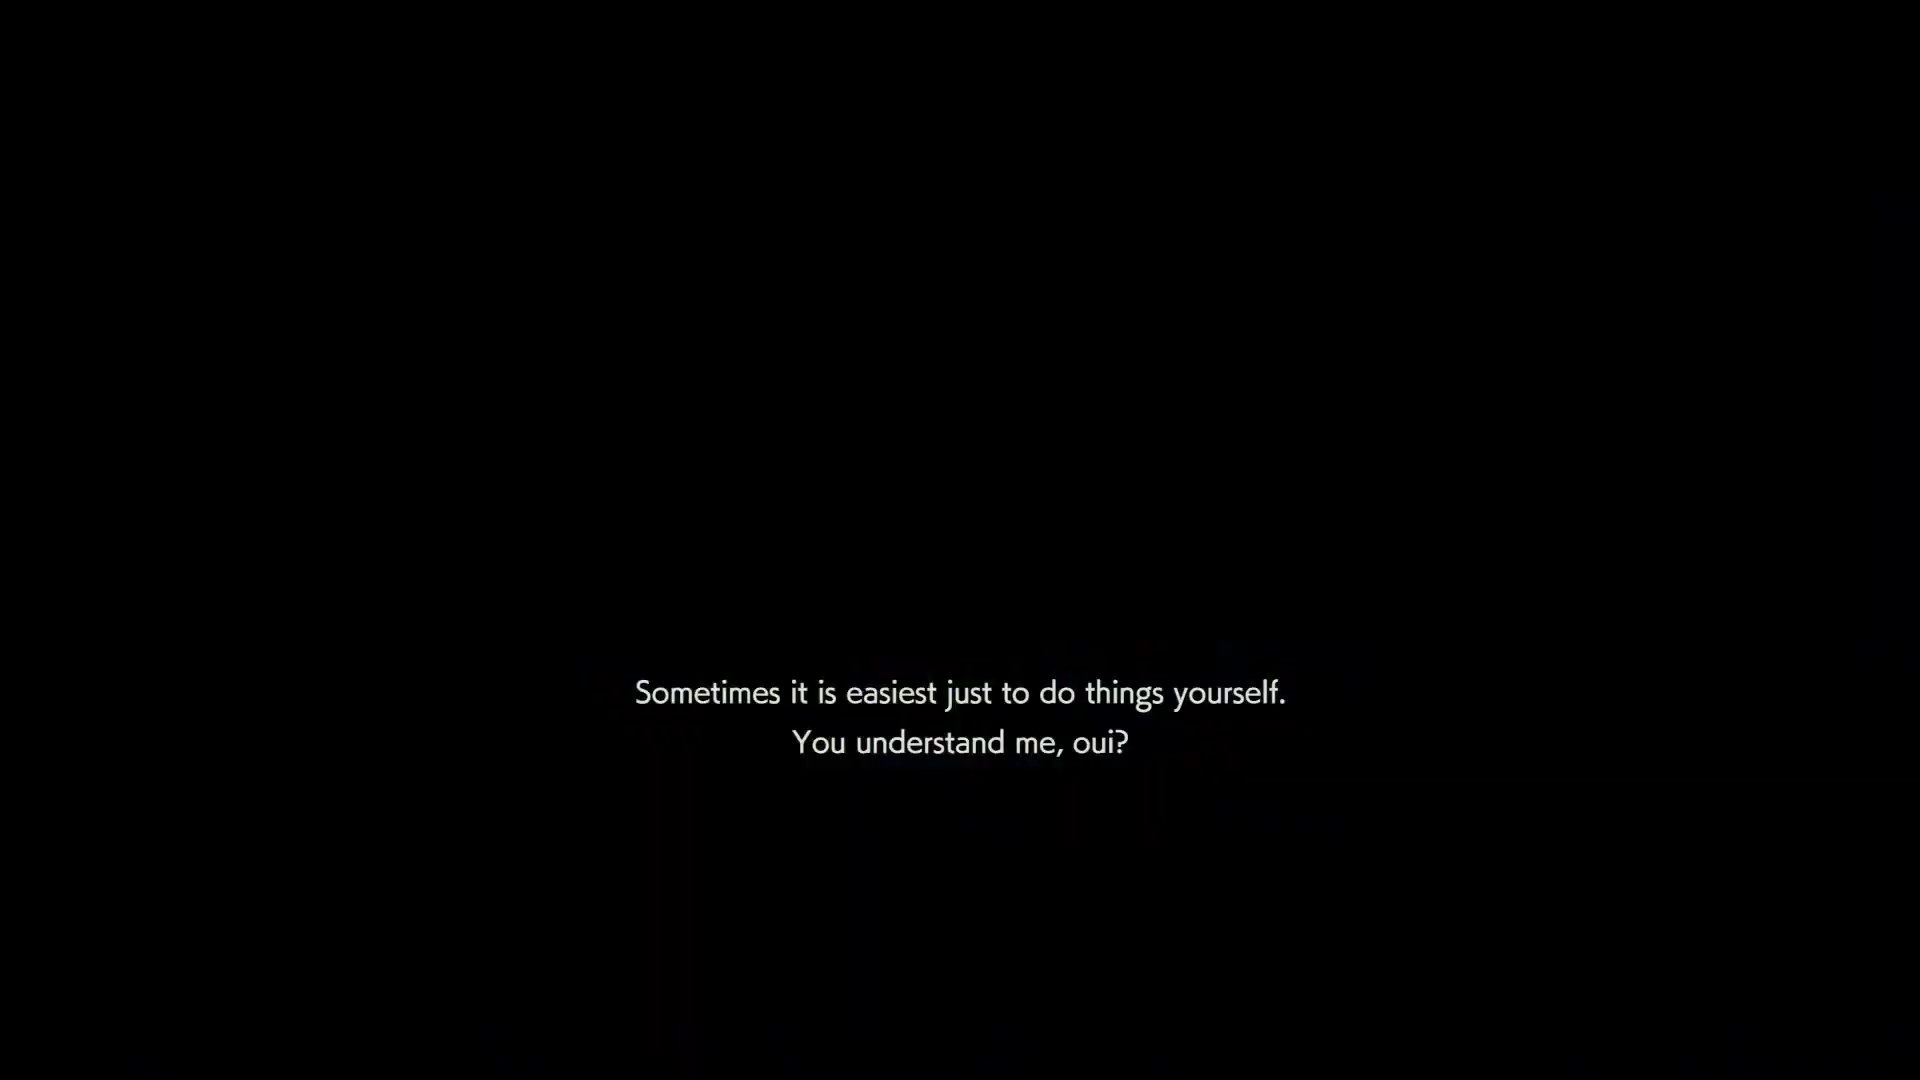 Sometimes it is easiest just to do things yourself.
You understand me, oui?